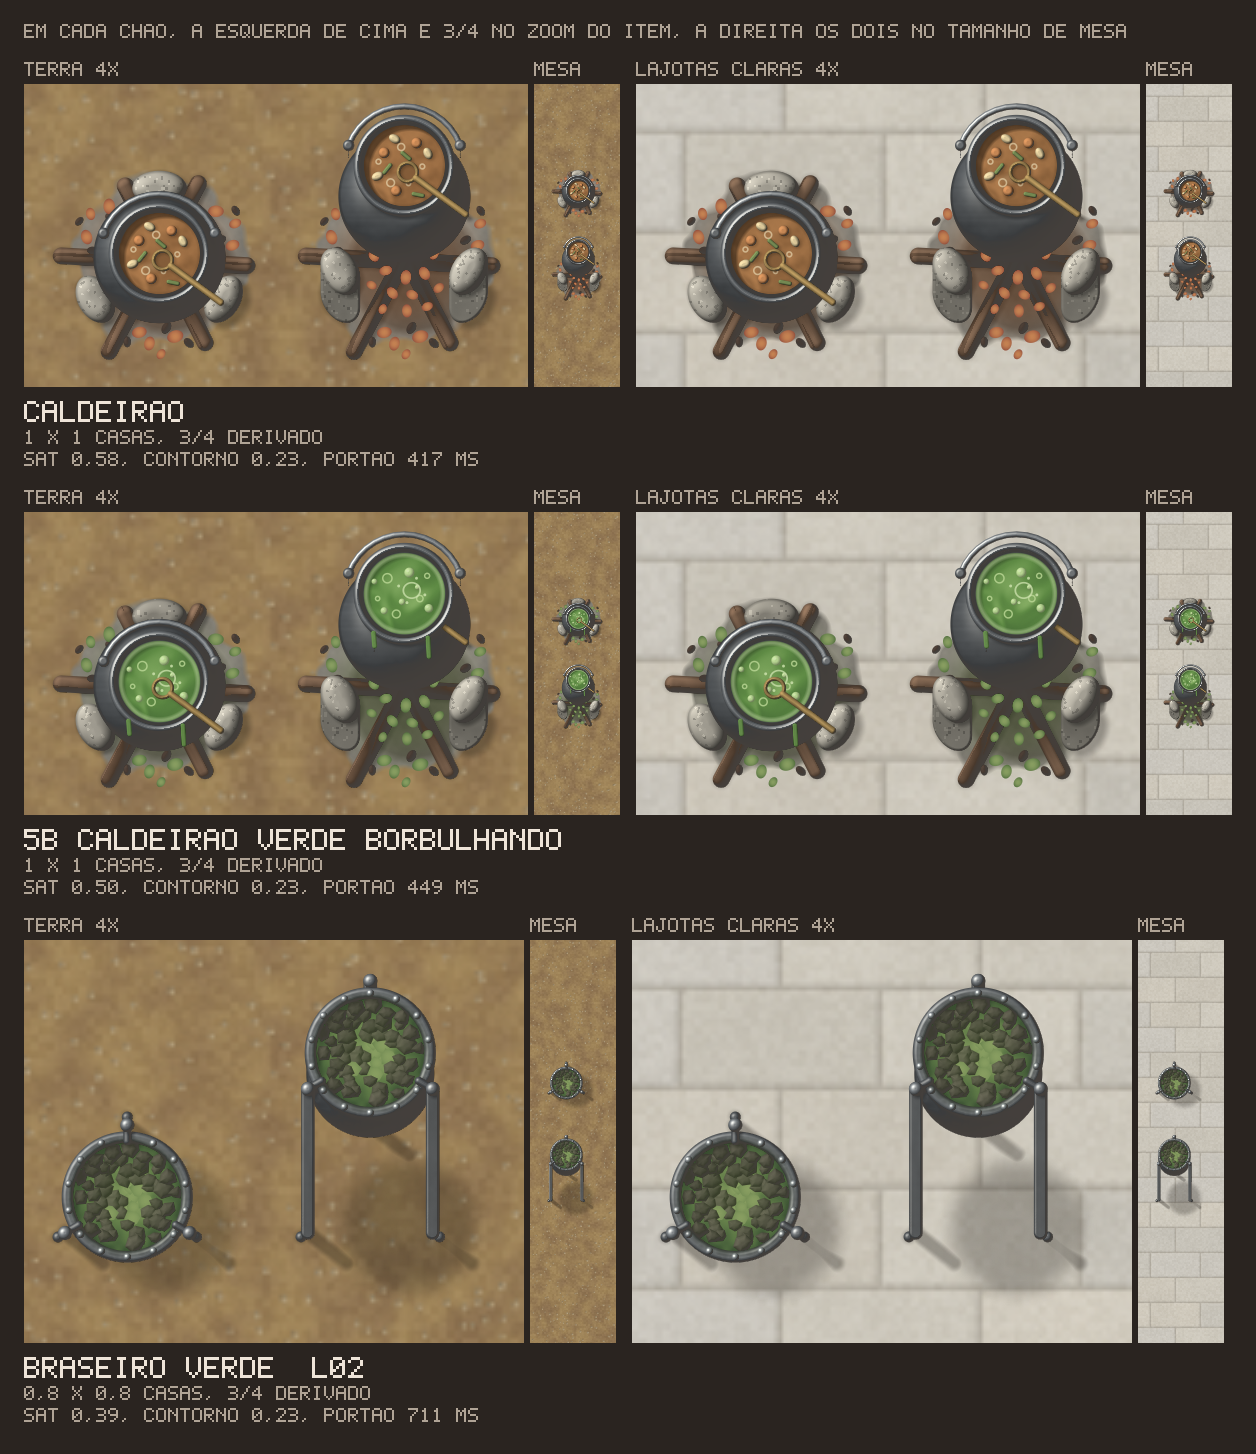 EM CADA CHAO, A ESQUERDA DE CIMA E 3/4 NO ZOOM DO ITEM, A DIREITA OS DOIS NO TAMANHO DE MESA
TERRA 4X MESA LAJOTAS CLARAS 4X MESA
CALDEIRAO
1 X 1 CASAS, 3/4 DERIVADO
SAT 0,58, CONTORNO 0,23, PORTAO 417 MS
TERRA 4X MESA LAJOTAS CLARAS 4X MESA
5B CALDEIRAO VERDE BORBULHANDO
1 X 1 CASAS, 3/4 DERIVADO
SAT 0,50, CONTORNO 0,23, PORTAO 449 MS
TERRA 4X MESA LAJOTAS CLARAS 4X MESA
BRASEIRO VERDE L02
0,8 X 0,8 CASAS, 3/4 DERIVADO
SAT 0,39, CONTORNO 0,23, PORTAO 711 MS